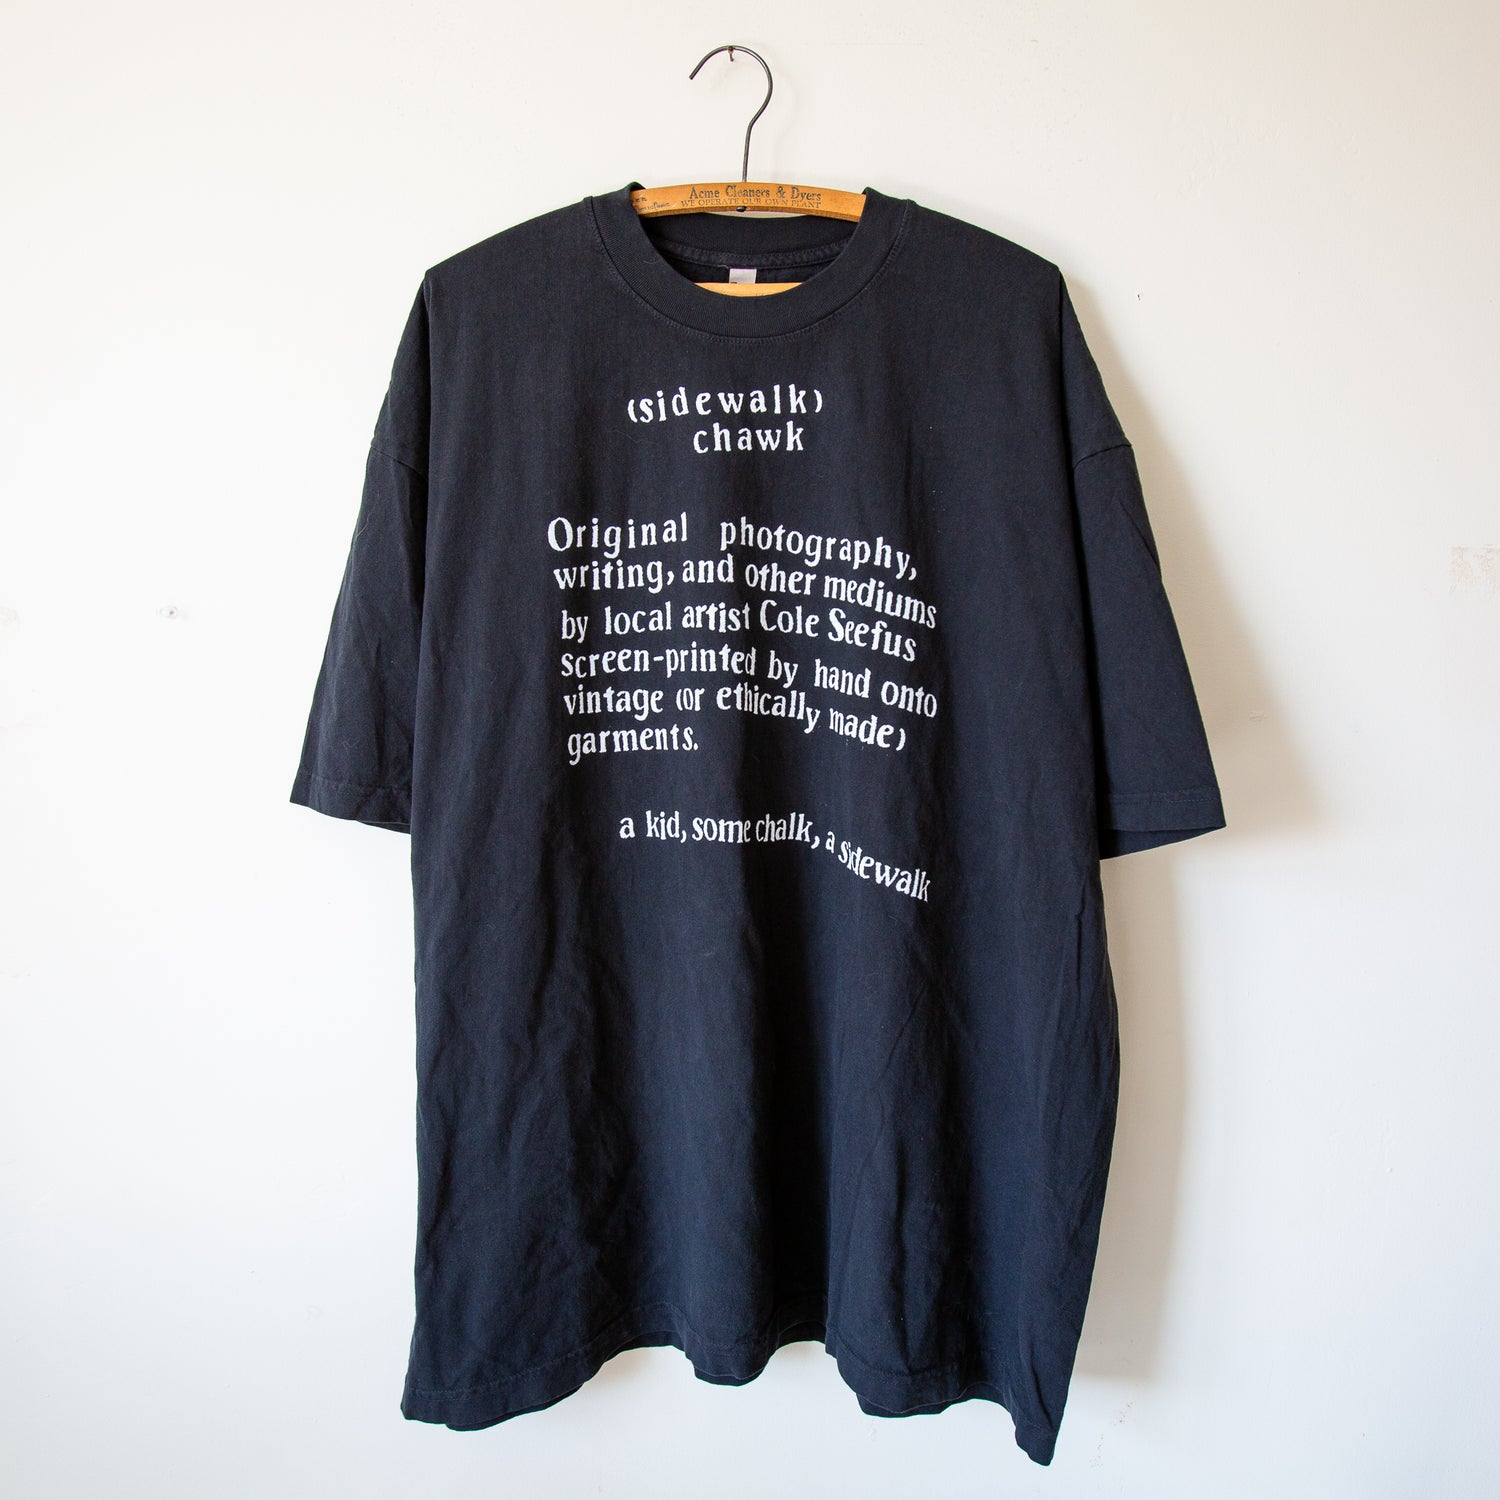 Acme Cleaners & Dyers
WE OPERATE OUR OWN PLANT
(sidewalk)
chawk
Original photography,
writing, and other mediums
by local artist Cole Seefus
screen-printed by hand onto
vintage (or ethically made)
garments.
a kid, some chalk, a sidewalk